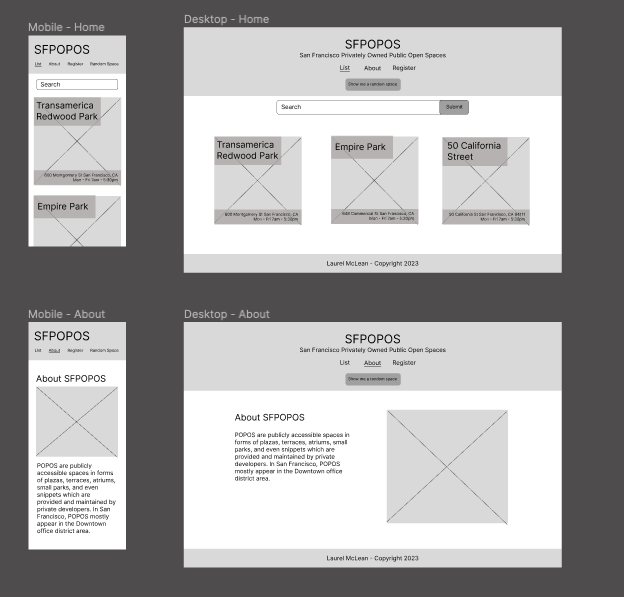 Mobile - Home
SFPOPOS
List About Register Random Space
Search
Transamerica
Redwood Park
600 Montgomery St San Francisco, CA
Mon - Fri 7am - 5:30pm
Empire Park
Desktop - Home
SFPOPOS
San Francisco Privately Owned Public Open Spaces
List About Register
Show me a random space
Search Submit
Transamerica
Redwood Park
600 Montgomery St San Francisco, CA
Mon - Fri 7am - 5:30pm
Empire Park
648 Commercial St San Francisco, CA
Mon - Fri 7am - 5:30pm
50 California
Street
50 California St San Francisco, CA 94111
Mon - Fri 7am - 5:30pm
Laurel McLean - Copyright 2023
Mobile - About
SFPOPOS
List About Register Random Space
About SFPOPOS
POPOS are publicly
accessible spaces in forms
of plazas, terraces, atriums,
small parks, and even
snippets which are
provided and maintained by
private developers. In San
Francisco, POPOS mostly
appear in the Downtown
office district area.
Desktop - About
SFPOPOS
San Francisco Privately Owned Public Open Spaces
List About Register
Show me a random space
About SFPOPOS
POPOS are publicly accessible spaces in
forms of plazas, terraces, atriums, small
parks, and even snippets which are
provided and maintained by private
developers. In San Francisco, POPOS
mostly appear in the Downtown office
district area.
Laurel McLean - Copyright 2023